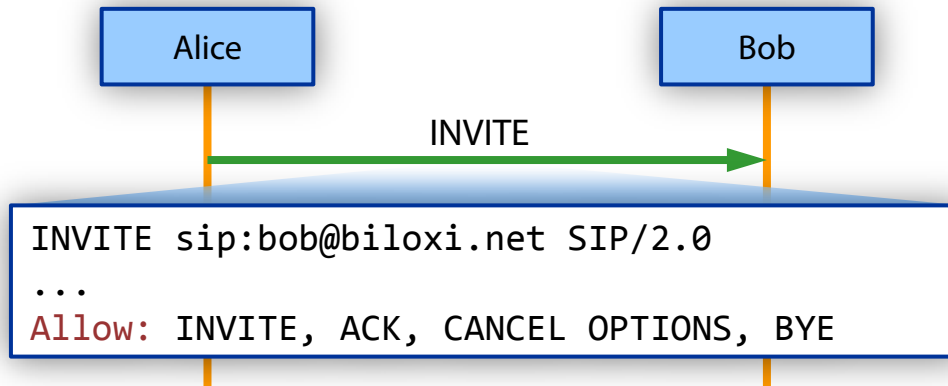 Alice
Bob
INVITE
INVITE sip:bob@biloxi.net SIP/2.0
...
Allow: INVITE, ACK, CANCEL OPTIONS, BYE